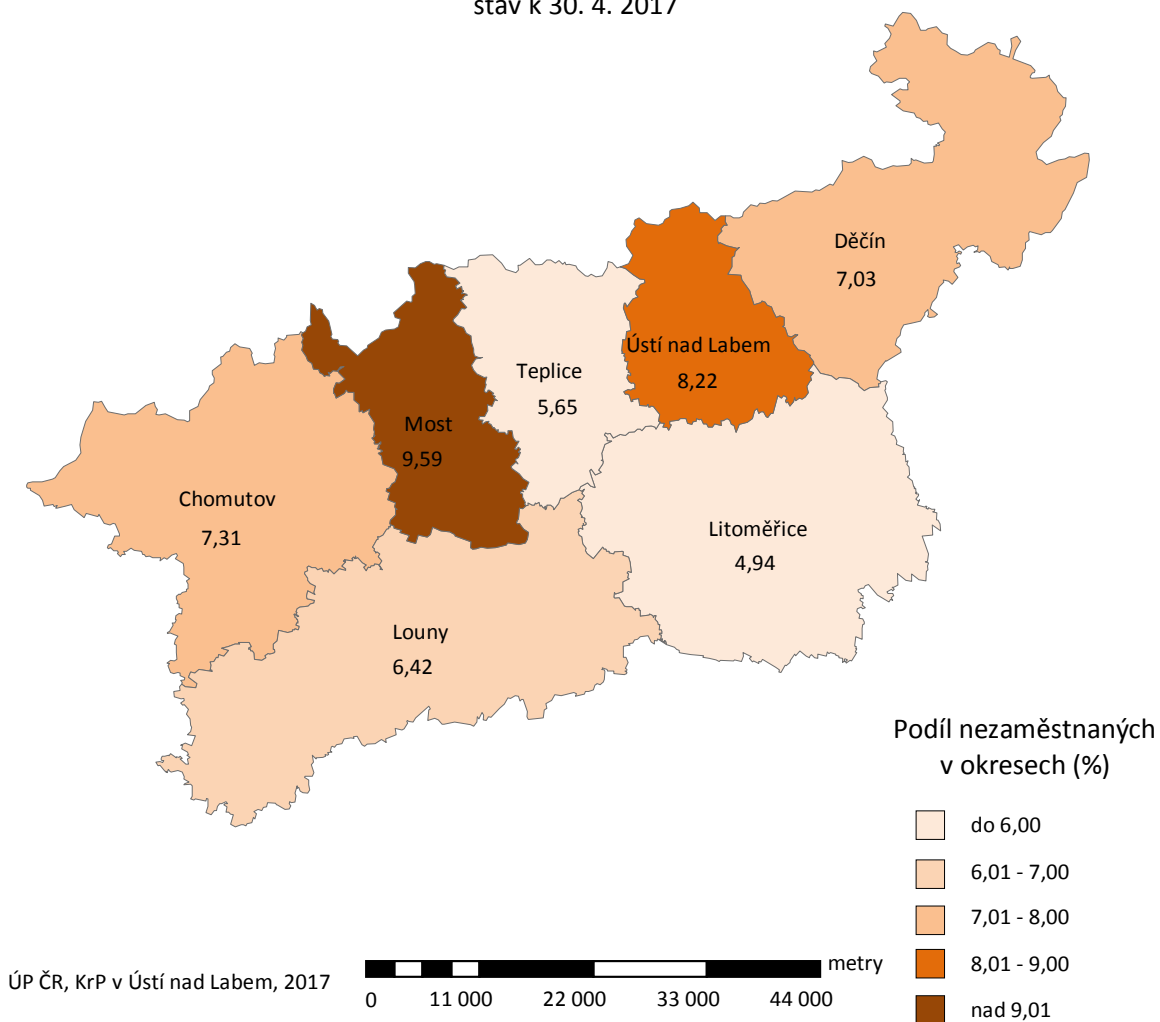 stav k 30. 4. 2017
Děčín
7,03
Ústí nad Labem
8,22
Teplice
5,65
Most
9,59
Chomutov
7,31
Litoměřice
4,94
Louny
6,42
Podíl nezaměstnaných
v okresech (%)
do 6,00
6,01 - 7,00
7,01 - 8,00
8,01 - 9,00
nad 9,01
ÚP ČR, KrP v Ústí nad Labem, 2017
metry
0 11 000 22 000 33 000 44 000